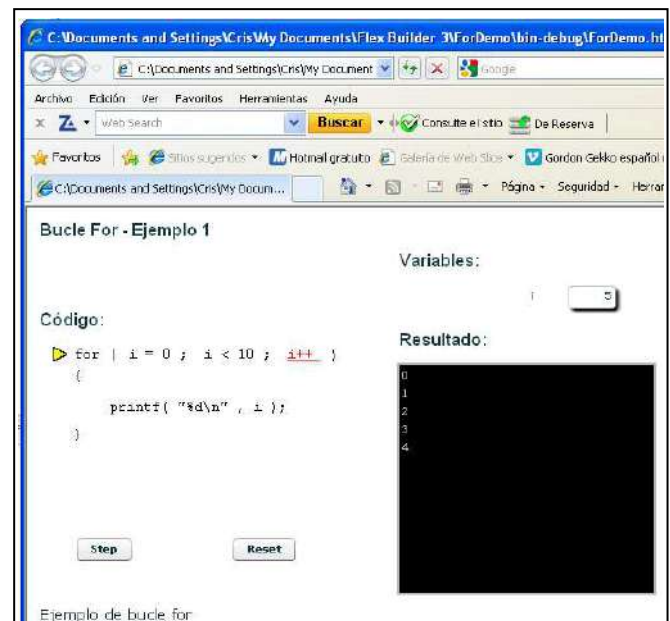 C:\Documents and Settings\Cris\My Documents\Flex Builder 3\ForDemo\bin-debug\ForDemo.ht
C:\Documents and Settings\Cris\My Document
Google
Archivo Edición Ver Favoritos Herramientas Ayuda
x Z Web Search Buscar Consulte el sitio De Reserva
Favoritos Sitios sugeridos Hotmail gratuito Galería de Web Slice Gordon Gekko español
C:\Documents and Settings\Cris\My Docum... Página Seguridad Herrar
Bucle For - Ejemplo 1
Variables:
i 5
Código:
for ( i = 0 ; i < 10 ; i++ )
{
printf( "%d\n" , i );
}
Resultado:
0
1
2
3
4
Step Reset
Ejemplo de bucle for